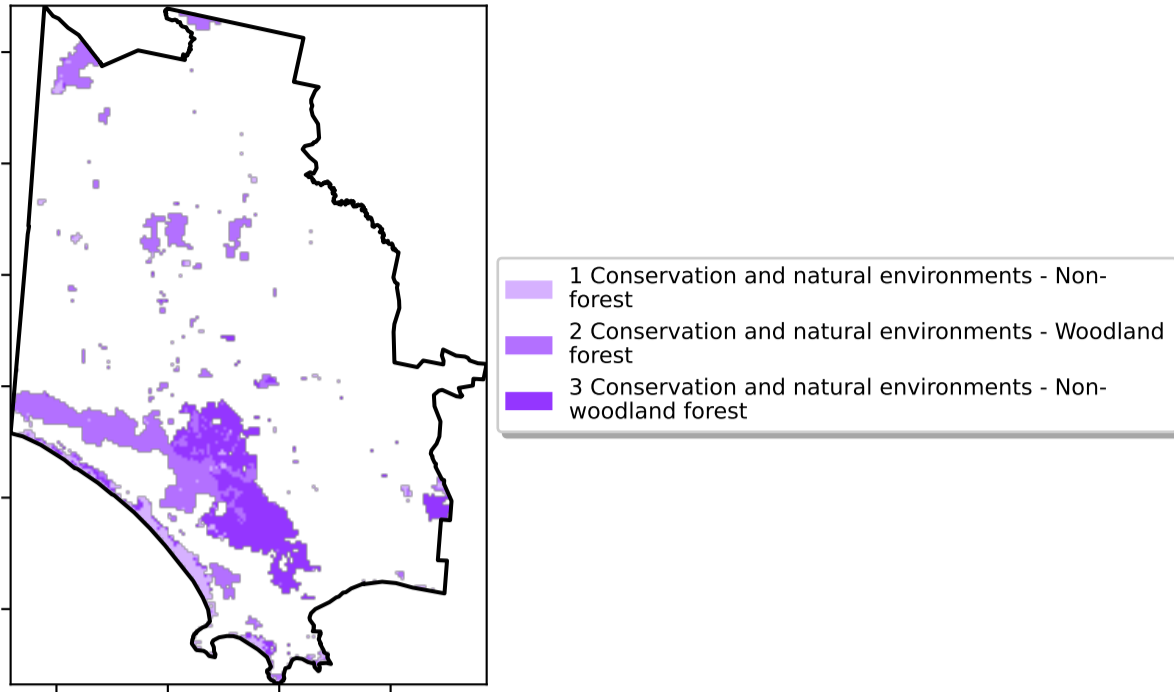 1 Conservation and natural environments - Non-
forest
2 Conservation and natural environments - Woodland
forest
3 Conservation and natural environments - Non-
woodland forest